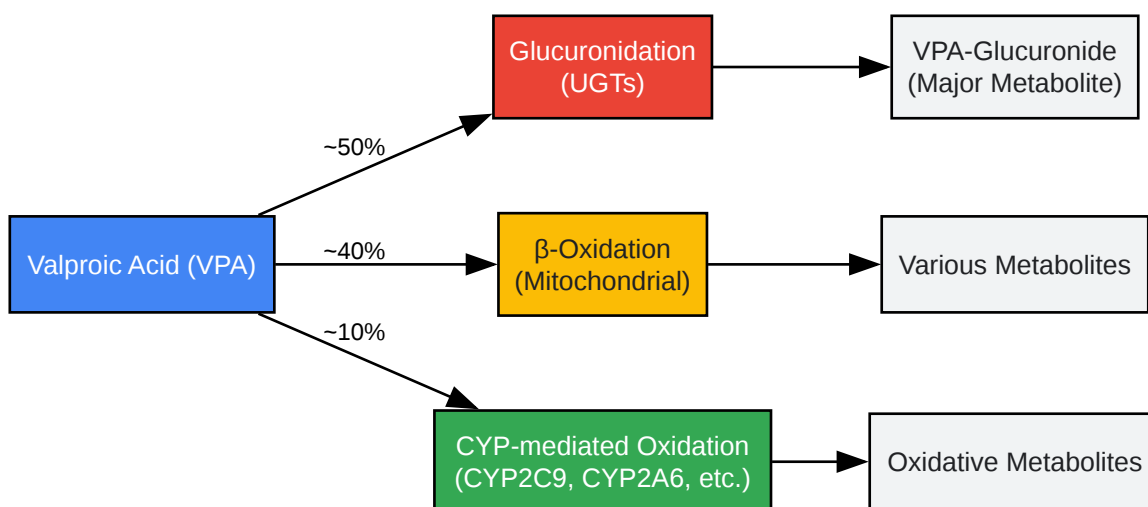 Glucuronidation
(UGTs)
VPA-Glucuronide
(Major Metabolite)
~50%
Valproic Acid (VPA)
~40%
β-Oxidation
(Mitochondrial)
Various Metabolites
~10%
CYP-mediated Oxidation
(CYP2C9, CYP2A6, etc.)
Oxidative Metabolites